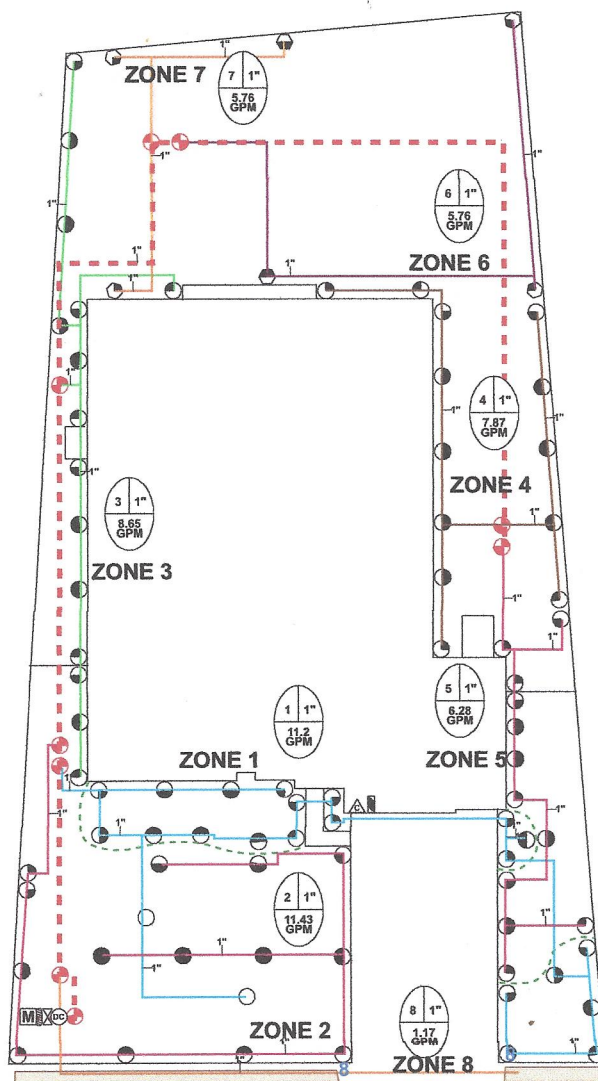 1"
ZONE 7
7 1"
5.76
GPM
1"
1"
1"
6 1"
5.76
GPM
1"
ZONE 6
1"
1"
1"
4 1"
7.87
GPM
1"
1"
1"
ZONE 4
3 1"
8.65
GPM
1"
ZONE 3
1"
1"
5 1"
6.28
GPM
1 1"
11.2
GPM
ZONE 1
ZONE 5
1"
C
1"
1"
2 1"
11.43
GPM
1"
1"
1"
M
X
DC
8 1"
1.17
GPM
ZONE 2
1"
1"
ZONE 8
8
8